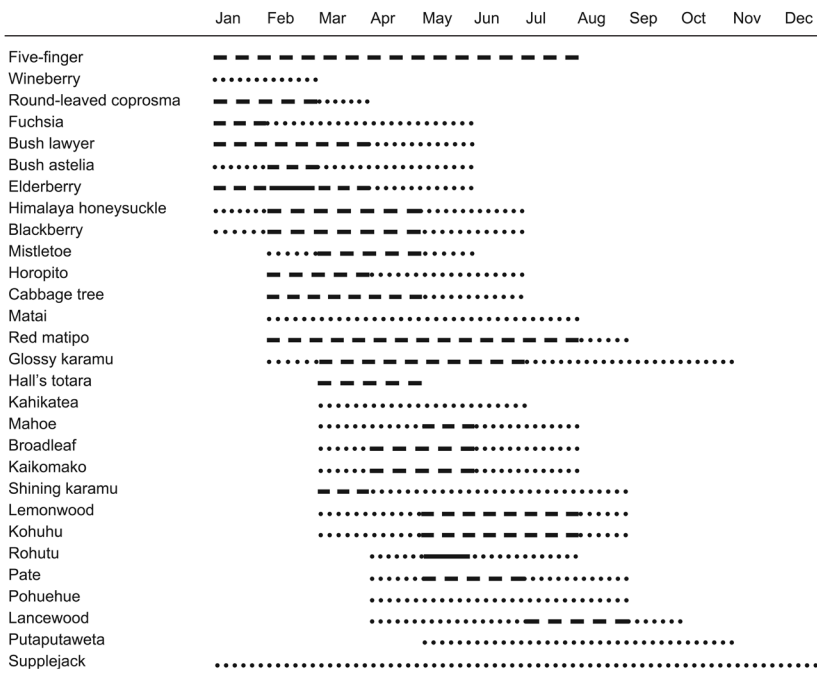 Jan Feb Mar Apr May Jun Jul Aug Sep Oct Nov Dec
Five-finger
Wineberry
Round-leaved coprosma
Fuchsia
Bush lawyer
Bush astelia
Elderberry
Himalaya honeysuckle
Blackberry
Mistletoe
Horopito
Cabbage tree
Matai
Red matipo
Glossy karamu
Hall's totara
Kahikatea
Mahoe
Broadleaf
Kaikomako
Shining karamu
Lemonwood
Kohuhu
Rohutu
Pate
Pohuehue
Lancewood
Putaputaweta
Supplejack